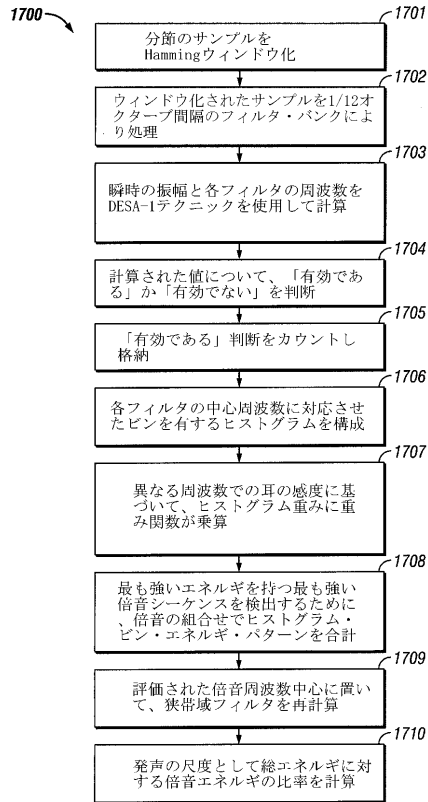 1700
1701
分節のサンプルを
Hammingウィンドウ化
1702
ウィンドウ化されたサンプルを1/12オ
クターブ間隔のフィルタ・バンクによ
り処理
1703
瞬時の振幅と各フィルタの周波数を
DESA-1テクニックを使用して計算
1704
計算された値について、「有効であ
る」か「有効でない」を判断
1705
「有効である」判断をカウントし
格納
1706
各フィルタの中心周波数に対応させ
たビンを有するヒストグラムを構成
1707
異なる周波数での耳の感度に基
づいて、ヒストグラム重みに重
み関数が乗算
1708
最も強いエネルギを持つ最も強い
倍音シーケンスを検出するために
、倍音の組合せでヒストグラム・
ビン・エネルギ・パターンを合計
1709
評価された倍音周波数中心に置い
て、狭帯域フィルタを再計算
1710
発声の尺度として総エネルギに対
する倍音エネルギの比率を計算